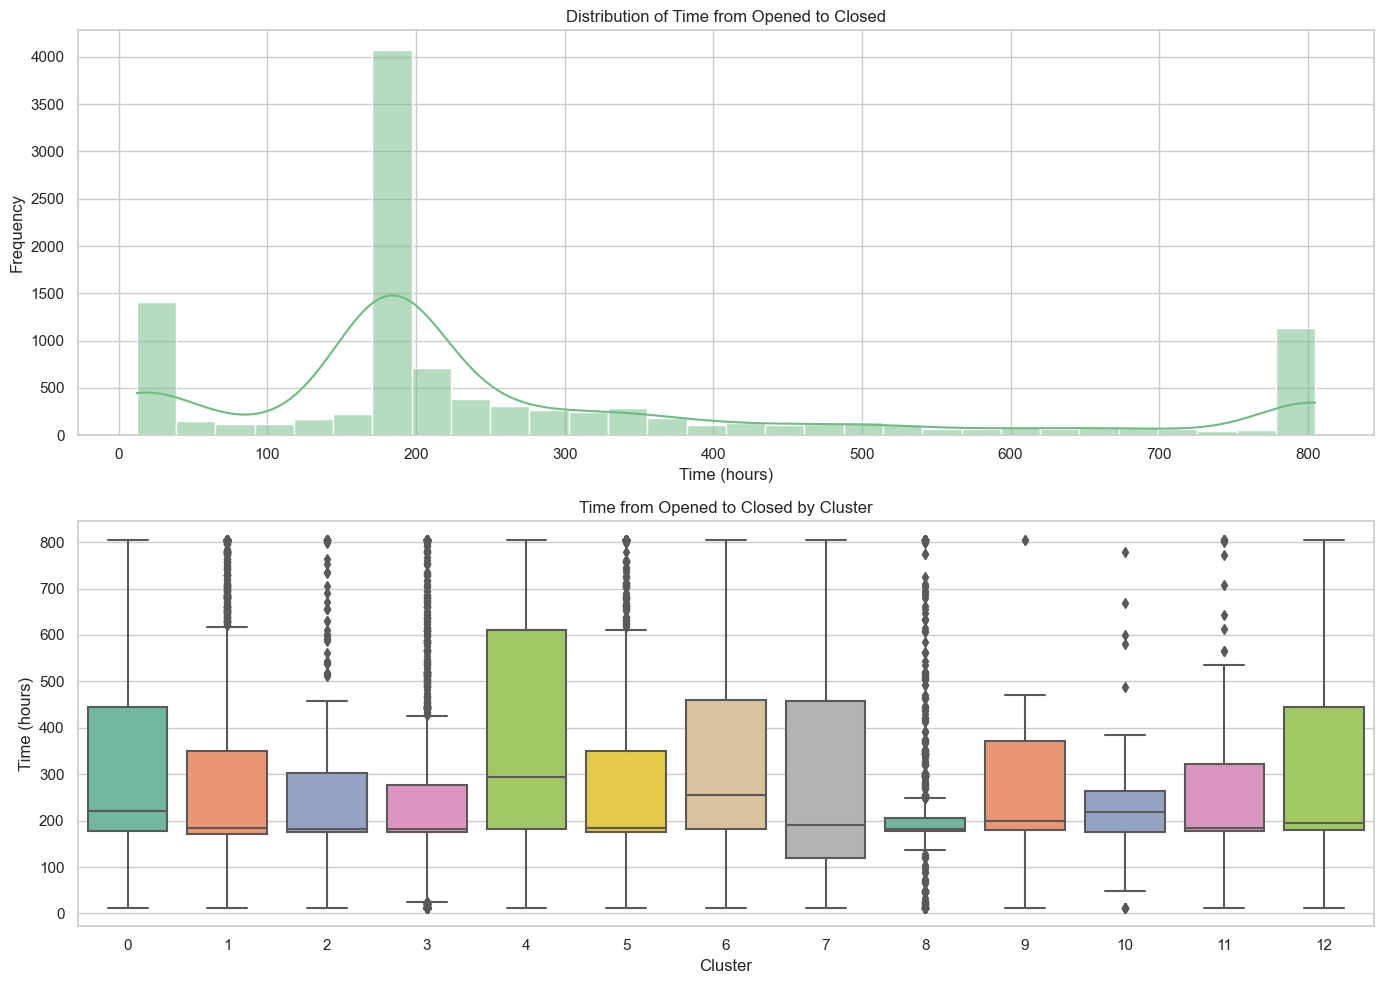 Distribution of Time from Opened to Closed
4000
3500
3000
2500
2000
1500
1000
500
0
Frequency
0 100 200 300 400 500 600 700 800
Time (hours)
Time from Opened to Closed by Cluster
800
700
600
500
400
300
200
100
0
Time (hours)
0 1 2 3 4 5 6 7 8 9 10 11 12
Cluster